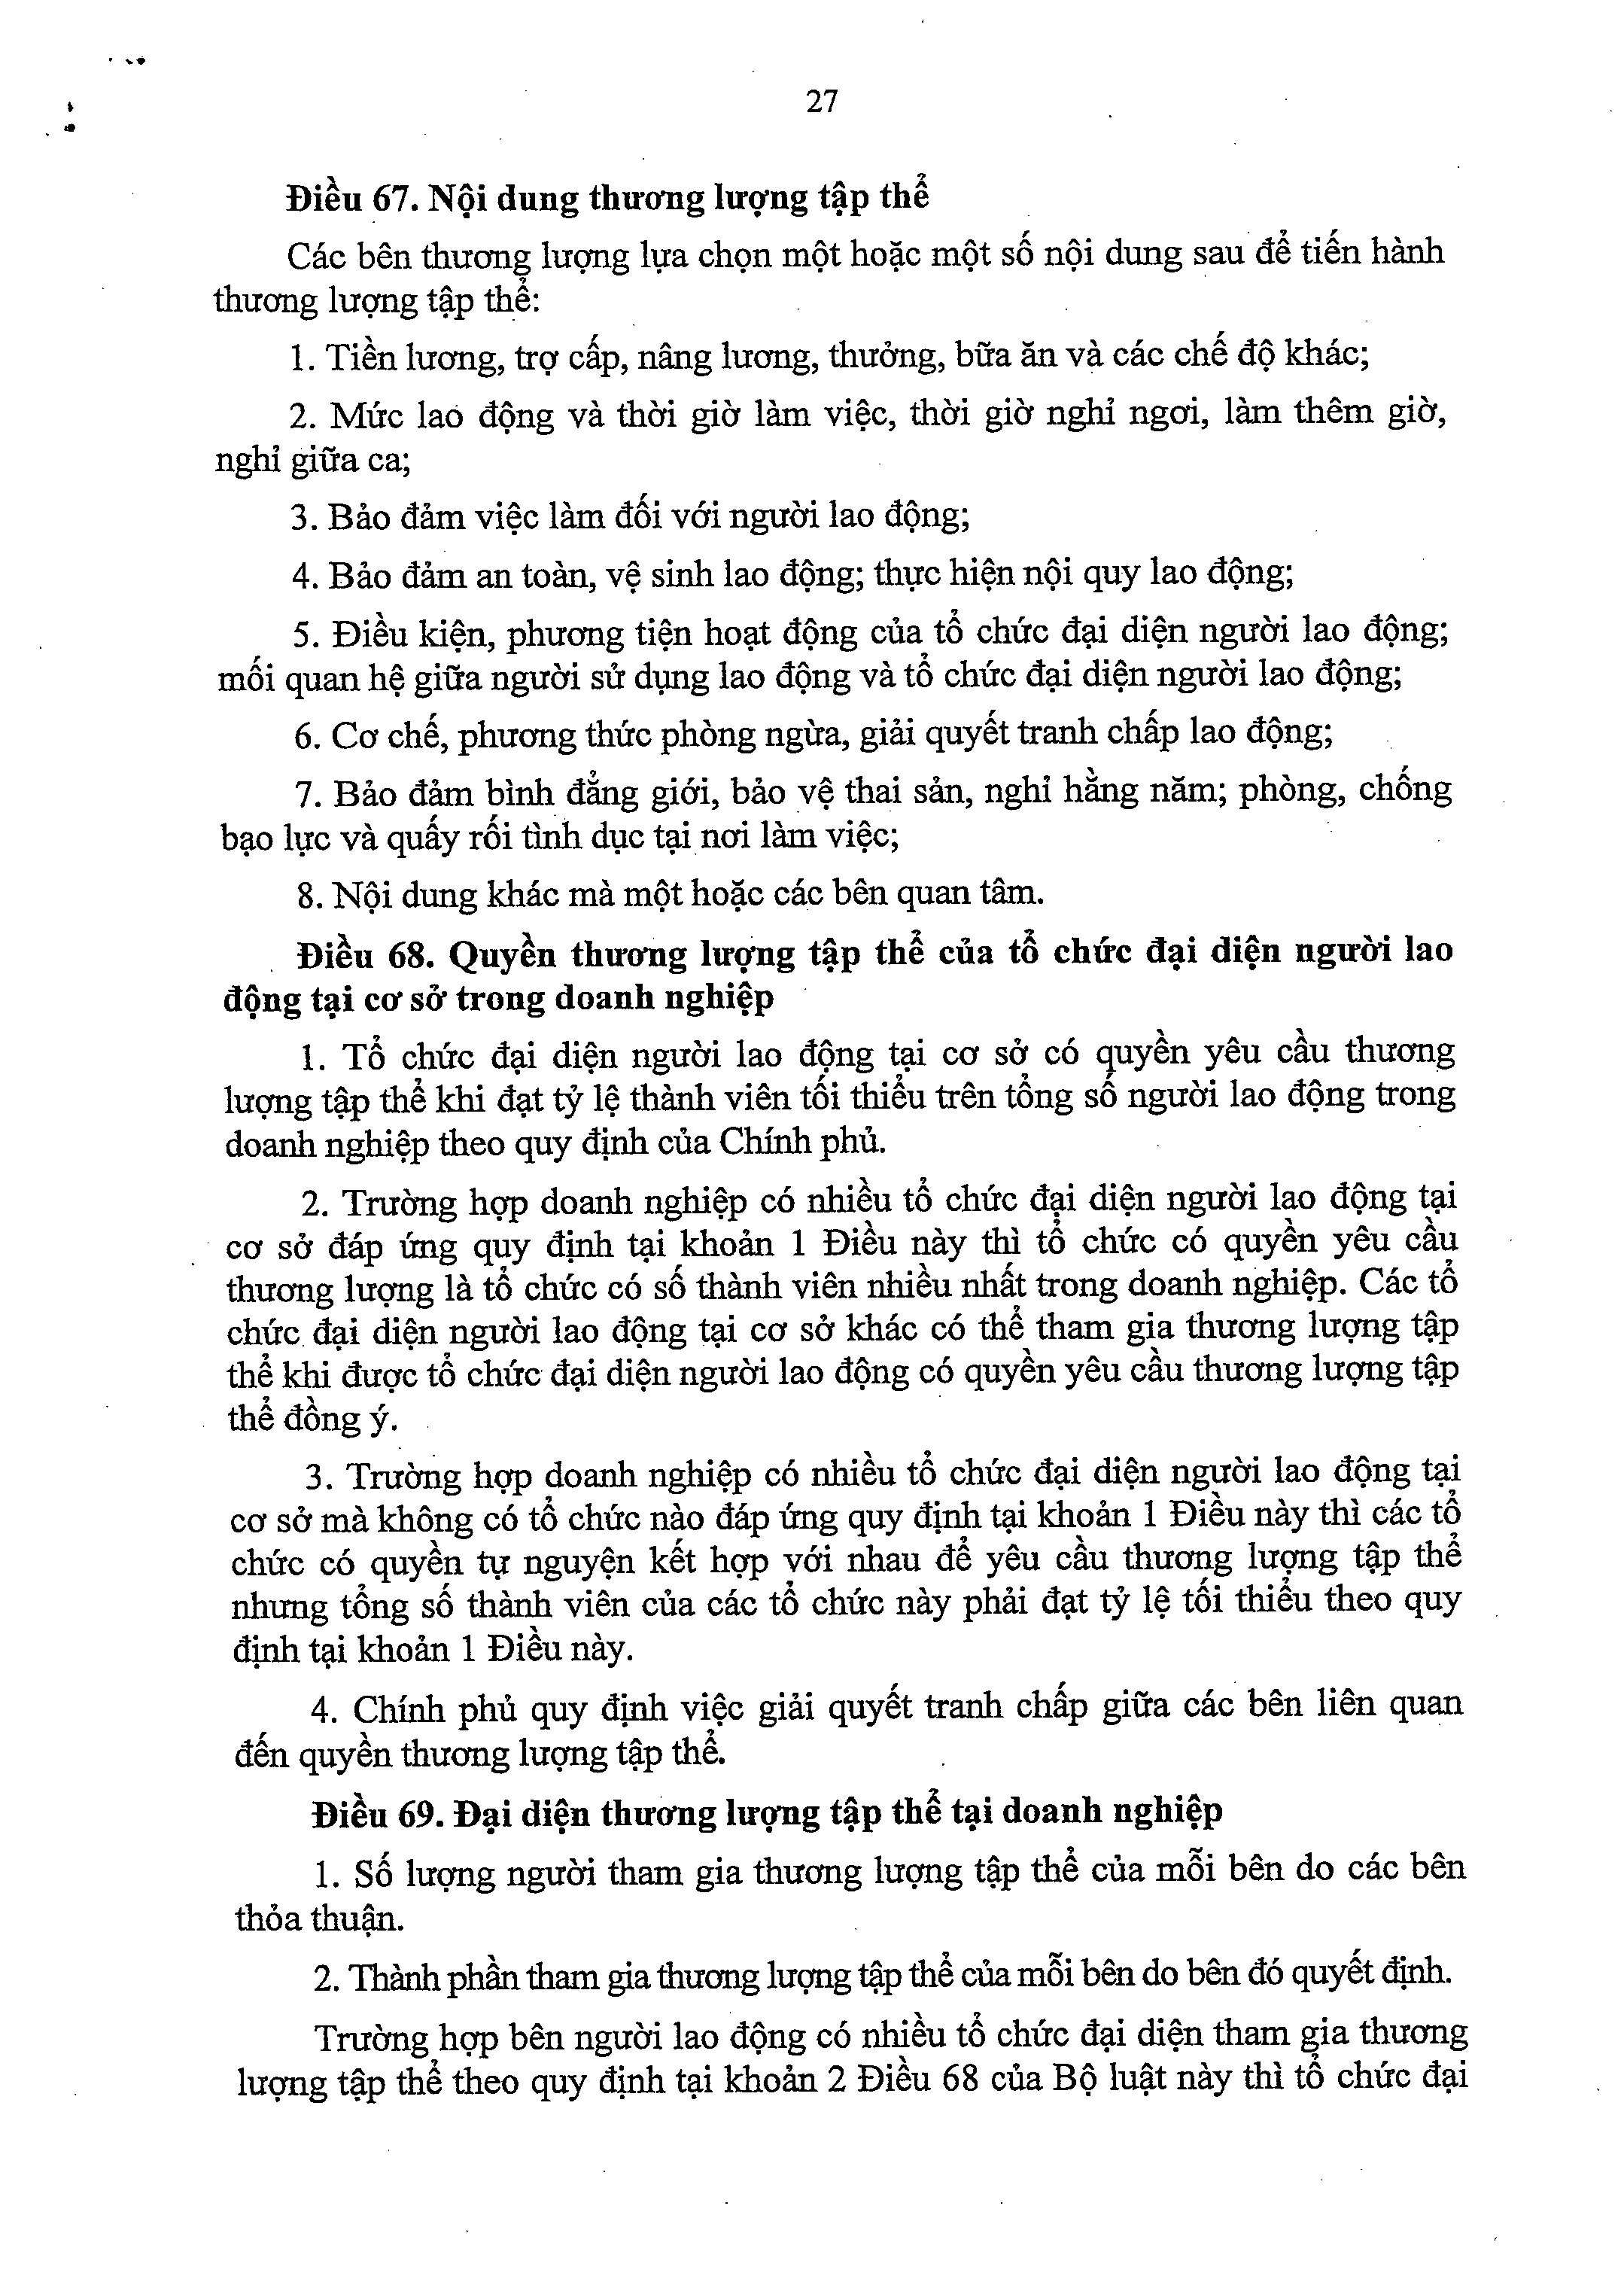 27
Điều 67. Nội dung thương lượng tập thể
Các bên thương lượng lựa chọn một hoặc một số nội dung sau để tiến hành
thương lượng tập thể:
1. Tiền lương, trợ cấp, nâng lương, thưởng, bữa ăn và các chế độ khác;
2. Mức lao động và thời giờ làm việc, thời giờ nghỉ ngơi, làm thêm giờ,
nghỉ giữa ca;
3. Bảo đảm việc làm đối với người lao động;
4. Bảo đảm an toàn, vệ sinh lao động; thực hiện nội quy lao động;
5. Điều kiện, phương tiện hoạt động của tổ chức đại diện người lao động;
mối quan hệ giữa người sử dụng lao động và tổ chức đại diện người lao động;
6. Cơ chế, phương thức phòng ngừa, giải quyết tranh chấp lao động;
7. Bảo đảm bình đẳng giới, bảo vệ thai sản, nghỉ hằng năm; phòng, chống
bạo lực và quấy rối tình dục tại nơi làm việc;
8. Nội dung khác mà một hoặc các bên quan tâm.
Điều 68. Quyền thương lượng tập thể của tổ chức đại diện người lao
động tại cơ sở trong doanh nghiệp
1. Tổ chức đại diện người lao động tại cơ sở có quyền yêu cầu thương
lượng tập thể khi đạt tỷ lệ thành viên tối thiểu trên tổng số người lao động trong
doanh nghiệp theo quy định của Chính phủ.
2. Trường hợp doanh nghiệp có nhiều tổ chức đại diện người lao động tại
cơ sở đáp ứng quy định tại khoản 1 Điều này thì tổ chức có quyền yêu cầu
thương lượng là tổ chức có số thành viên nhiều nhất trong doanh nghiệp. Các tổ
chức đại diện người lao động tại cơ sở khác có thể tham gia thương lượng tập
thể khi được tổ chức đại diện người lao động có quyền yêu cầu thương lượng tập
thể đồng ý.
3. Trường hợp doanh nghiệp có nhiều tổ chức đại diện người lao động tại
cơ sở mà không có tổ chức nào đáp ứng quy định tại khoản 1 Điều này thì các tổ
chức có quyền tự nguyện kết hợp với nhau để yêu cầu thương lượng tập thể
nhưng tổng số thành viên của các tổ chức này phải đạt tỷ lệ tối thiểu theo quy
định tại khoản 1 Điều này.
4. Chính phủ quy định việc giải quyết tranh chấp giữa các bên liên quan
đến quyền thương lượng tập thể.
Điều 69. Đại diện thương lượng tập thể tại doanh nghiệp
1. Số lượng người tham gia thương lượng tập thể của mỗi bên do các bên
thỏa thuận.
2. Thành phần tham gia thương lượng tập thể của mỗi bên do bên đó quyết định.
Trường hợp bên người lao động có nhiều tổ chức đại diện tham gia thương
lượng tập thể theo quy định tại khoản 2 Điều 68 của Bộ luật này thì tổ chức đại